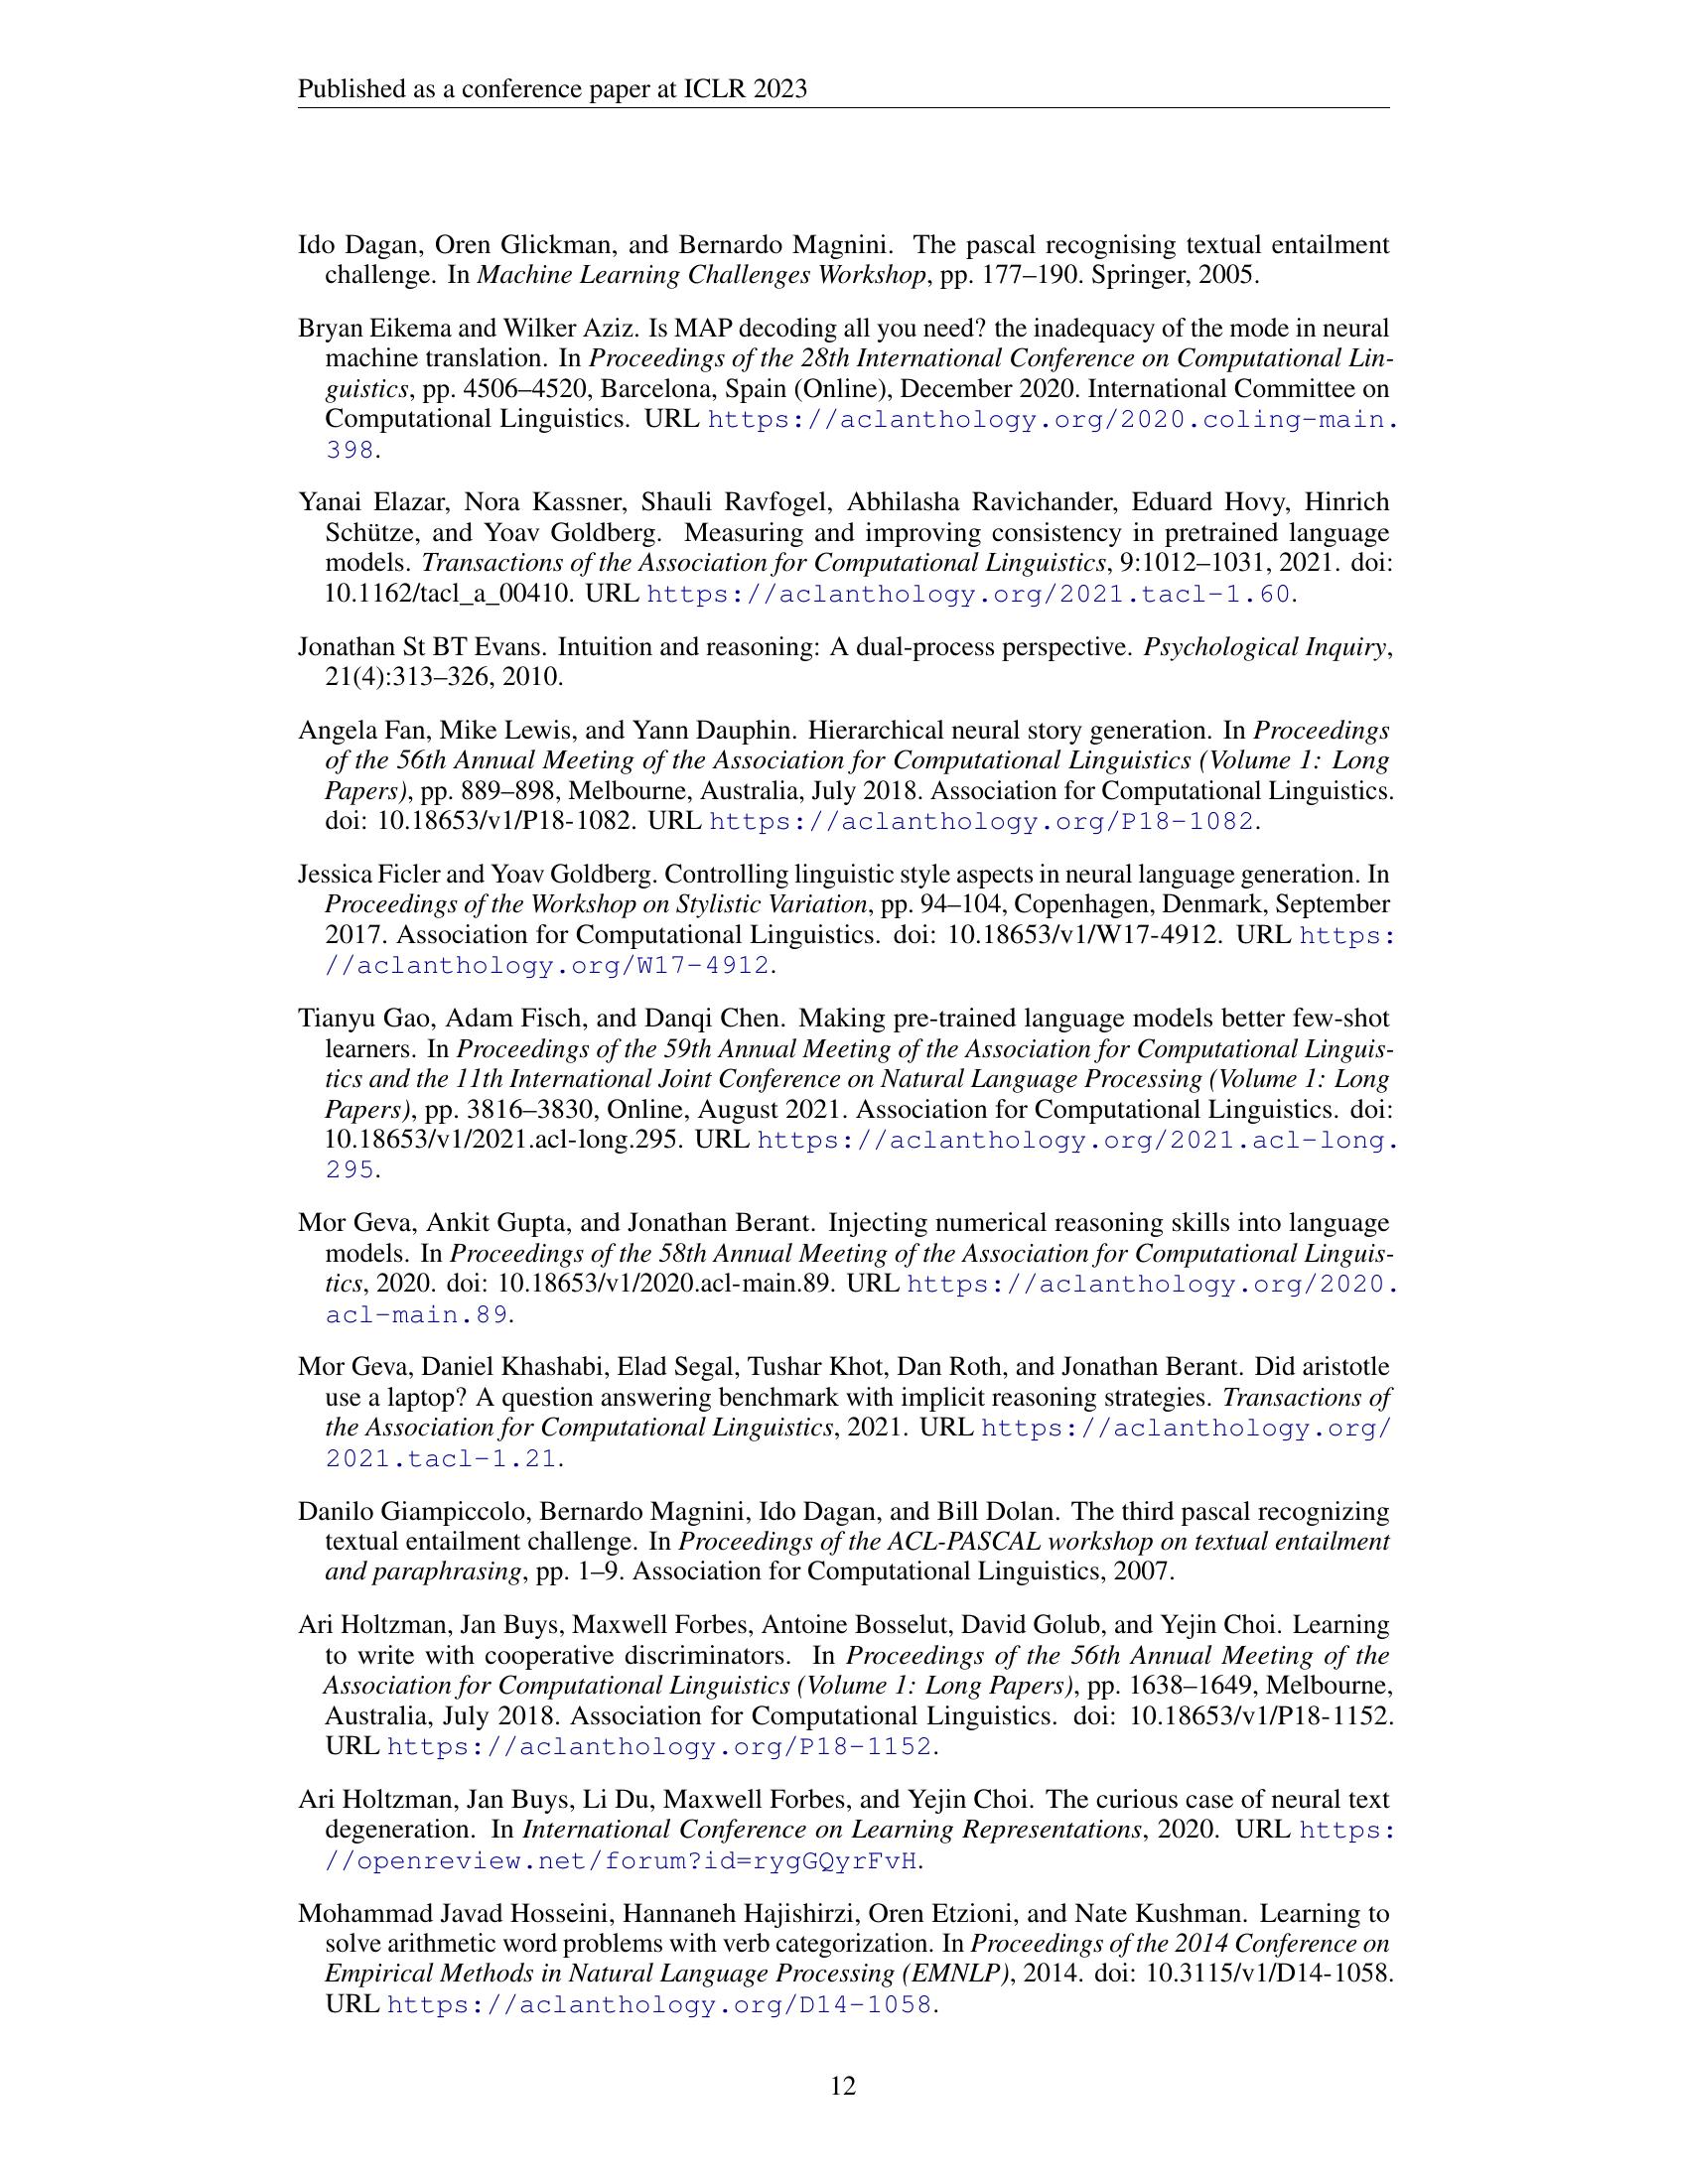 Published as a conference paper at ICLR 2023
Ido Dagan, Oren Glickman, and Bernardo Magnini. The pascal recognising textual entailment
challenge. In Machine Learning Challenges Workshop, pp. 177–190. Springer, 2005.
Bryan Eikema and Wilker Aziz. Is MAP decoding all you need? the inadequacy of the mode in neural
machine translation. In Proceedings of the 28th International Conference on Computational Lin-
guistics, pp. 4506–4520, Barcelona, Spain (Online), December 2020. International Committee on
Computational Linguistics. URL https://aclanthology.org/2020.coling-main.
398.
Yanai Elazar, Nora Kassner, Shauli Ravfogel, Abhilasha Ravichander, Eduard Hovy, Hinrich
Schütze, and Yoav Goldberg. Measuring and improving consistency in pretrained language
models. Transactions of the Association for Computational Linguistics, 9:1012–1031, 2021. doi:
10.1162/tacl_a_00410. URL https://aclanthology.org/2021.tacl-1.60.
Jonathan St BT Evans. Intuition and reasoning: A dual-process perspective. Psychological Inquiry,
21(4):313–326, 2010.
Angela Fan, Mike Lewis, and Yann Dauphin. Hierarchical neural story generation. In Proceedings
of the 56th Annual Meeting of the Association for Computational Linguistics (Volume 1: Long
Papers), pp. 889–898, Melbourne, Australia, July 2018. Association for Computational Linguistics.
doi: 10.18653/v1/P18-1082. URL https://aclanthology.org/P18-1082.
Jessica Ficler and Yoav Goldberg. Controlling linguistic style aspects in neural language generation. In
Proceedings of the Workshop on Stylistic Variation, pp. 94–104, Copenhagen, Denmark, September
2017. Association for Computational Linguistics. doi: 10.18653/v1/W17-4912. URL https:
//aclanthology.org/W17-4912.
Tianyu Gao, Adam Fisch, and Danqi Chen. Making pre-trained language models better few-shot
learners. In Proceedings of the 59th Annual Meeting of the Association for Computational Linguis-
tics and the 11th International Joint Conference on Natural Language Processing (Volume 1: Long
Papers), pp. 3816–3830, Online, August 2021. Association for Computational Linguistics. doi:
10.18653/v1/2021.acl-long.295. URL https://aclanthology.org/2021.acl-long.
295.
Mor Geva, Ankit Gupta, and Jonathan Berant. Injecting numerical reasoning skills into language
models. In Proceedings of the 58th Annual Meeting of the Association for Computational Linguis-
tics, 2020. doi: 10.18653/v1/2020.acl-main.89. URL https://aclanthology.org/2020.
acl-main.89.
Mor Geva, Daniel Khashabi, Elad Segal, Tushar Khot, Dan Roth, and Jonathan Berant. Did aristotle
use a laptop? A question answering benchmark with implicit reasoning strategies. Transactions of
the Association for Computational Linguistics, 2021. URL https://aclanthology.org/
2021.tacl-1.21.
Danilo Giampiccolo, Bernardo Magnini, Ido Dagan, and Bill Dolan. The third pascal recognizing
textual entailment challenge. In Proceedings of the ACL-PASCAL workshop on textual entailment
and paraphrasing, pp. 1–9. Association for Computational Linguistics, 2007.
Ari Holtzman, Jan Buys, Maxwell Forbes, Antoine Bosselut, David Golub, and Yejin Choi. Learning
to write with cooperative discriminators. In Proceedings of the 56th Annual Meeting of the
Association for Computational Linguistics (Volume 1: Long Papers), pp. 1638–1649, Melbourne,
Australia, July 2018. Association for Computational Linguistics. doi: 10.18653/v1/P18-1152.
URL https://aclanthology.org/P18-1152.
Ari Holtzman, Jan Buys, Li Du, Maxwell Forbes, and Yejin Choi. The curious case of neural text
degeneration. In International Conference on Learning Representations, 2020. URL https:
//openreview.net/forum?id=rygGQyrFvH.
Mohammad Javad Hosseini, Hannaneh Hajishirzi, Oren Etzioni, and Nate Kushman. Learning to
solve arithmetic word problems with verb categorization. In Proceedings of the 2014 Conference on
Empirical Methods in Natural Language Processing (EMNLP), 2014. doi: 10.3115/v1/D14-1058.
URL https://aclanthology.org/D14-1058.
12